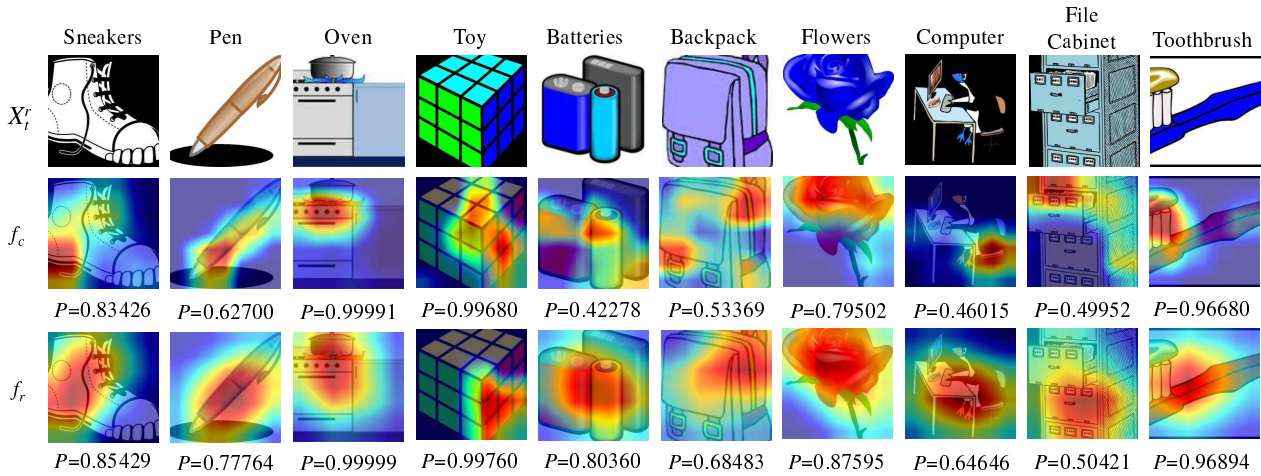 Sneakers Pen Oven Toy Batteries Backpack Flowers Computer File Cabinet Toothbrush
X_t^r
f_c
P=0.83426 P=0.62700 P=0.99991 P=0.99680 P=0.42278 P=0.53369 P=0.79502 P=0.46015 P=0.49952 P=0.96680
f_r
P=0.85429 P=0.77764 P=0.99999 P=0.99760 P=0.80360 P=0.68483 P=0.87595 P=0.64646 P=0.50421 P=0.96894